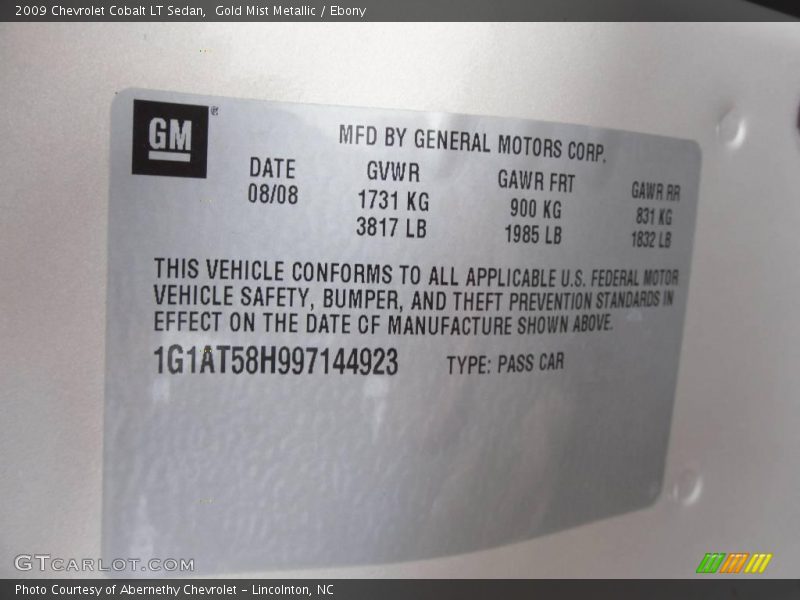 2009 Chevrolet Cobalt LT Sedan,  Gold Mist Metallic / Ebony
GM®
MFD BY GENERAL MOTORS CORP.
DATE GVWR GAWR FRT GAWR RR
08/08 1731 KG 900 KG 831 KG
3817 LB 1985 LB 1832 LB
THIS VEHICLE CONFORMS TO ALL APPLICABLE U.S. FEDERAL MOTOR
VEHICLE SAFETY, BUMPER, AND THEFT PREVENTION STANDARDS IN
EFFECT ON THE DATE OF MANUFACTURE SHOWN ABOVE.
1G1AT58H997144923 TYPE: PASS CAR
GTCARLOT.COM
Photo Courtesy of Abernethy Chevrolet – Lincolnton, NC